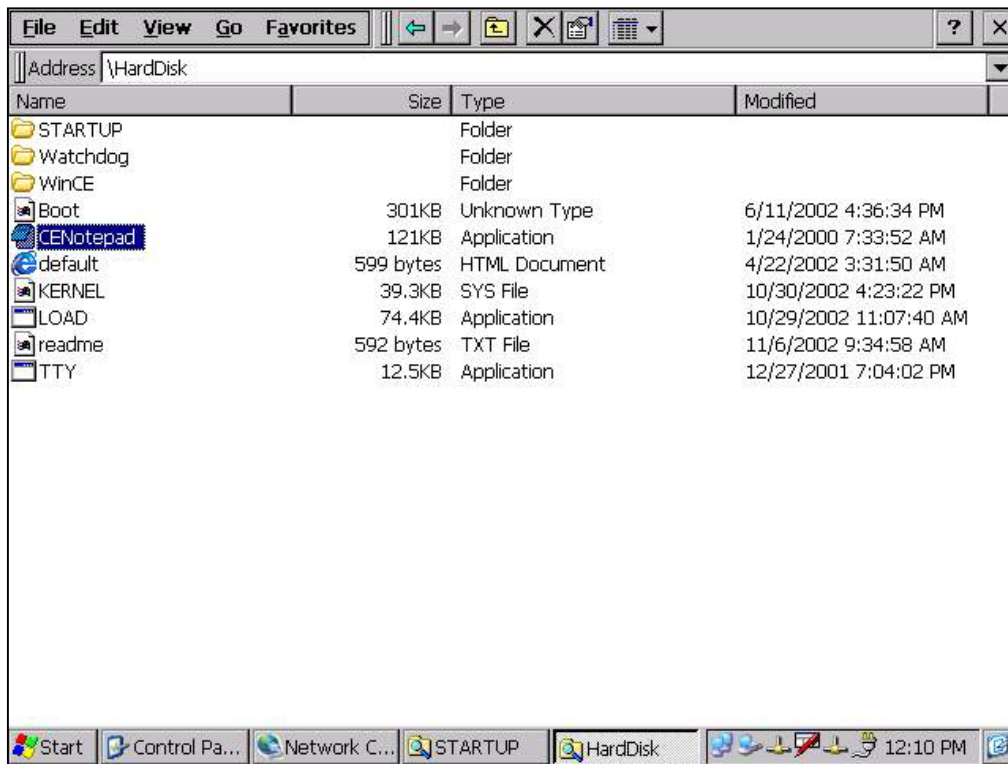 File Edit View Go Favorites ? ×
Address \HardDisk
Name Size Type Modified
STARTUP Folder
Watchdog Folder
WinCE Folder
Boot 301KB Unknown Type 6/11/2002 4:36:34 PM
CENotepad 121KB Application 1/24/2000 7:33:52 AM
default 599 bytes HTML Document 4/22/2002 3:31:50 AM
KERNEL 39.3KB SYS File 10/30/2002 4:23:22 PM
LOAD 74.4KB Application 10/29/2002 11:07:40 AM
readme 592 bytes TXT File 11/6/2002 9:34:58 AM
TTY 12.5KB Application 12/27/2001 7:04:02 PM
Start Control Pa... Network C... STARTUP HardDisk 12:10 PM